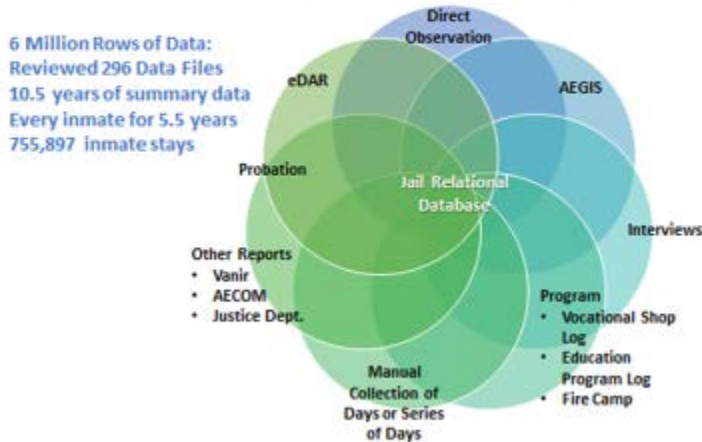 6 Million Rows of Data:
Reviewed 296 Data Files
10.5 years of summary data
Every inmate for 5.5 years
755,897 inmate stays
Direct
Observation
eDAR
AEGIS
Probation
Jail Relational
Database
Interviews
Other Reports
• Vanir
• AECOM
• Justice Dept.
Program
• Vocational Shop
Log
• Education
Program Log
• Fire Camp
Manual
Collection of
Days or Series
of Days